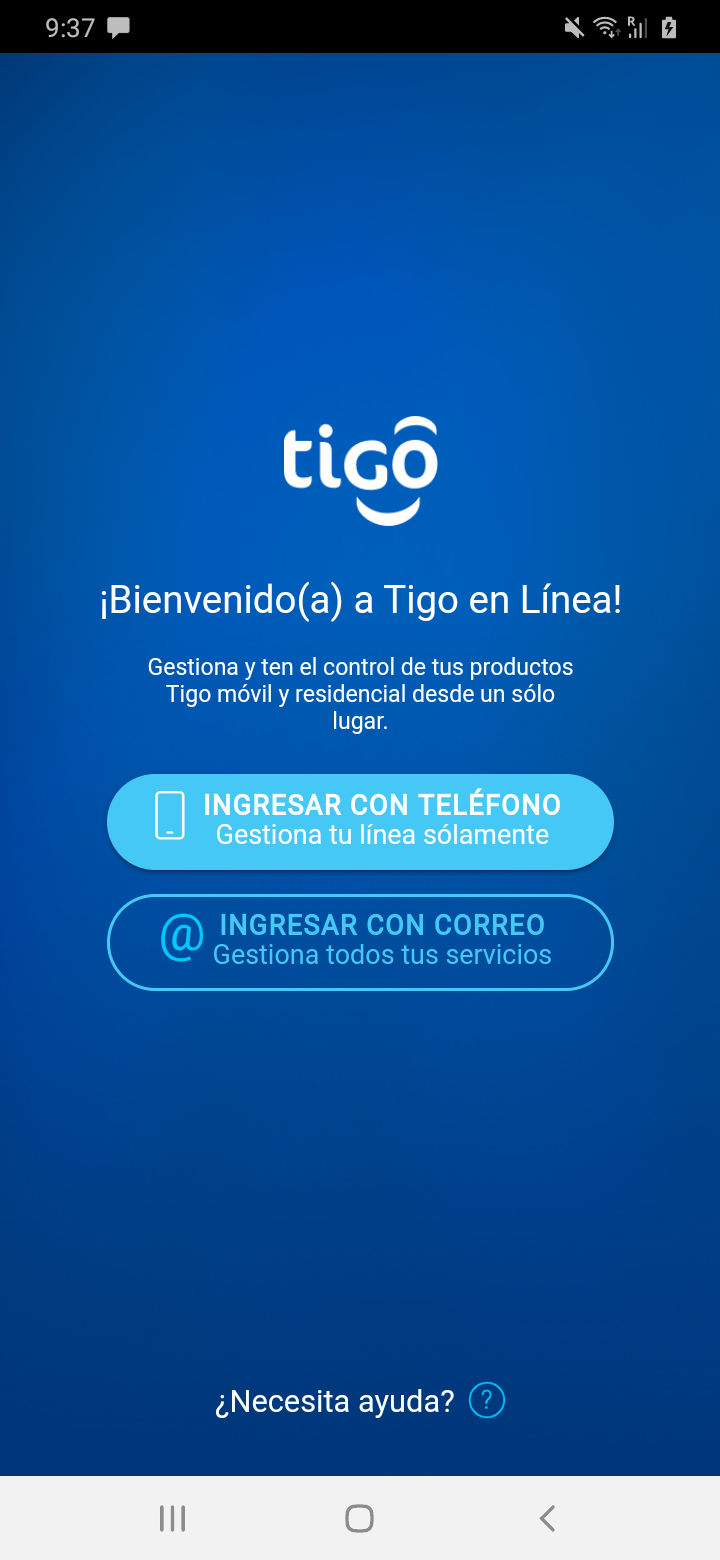 9:37
R
tigo
¡Bienvenido(a) a Tigo en Línea!
Gestiona y ten el control de tus productos
Tigo móvil y residencial desde un sólo
lugar.
INGRESAR CON TELÉFONO
Gestiona tu línea sólamente
@ INGRESAR CON CORREO
Gestiona todos tus servicios
¿Necesita ayuda? ?